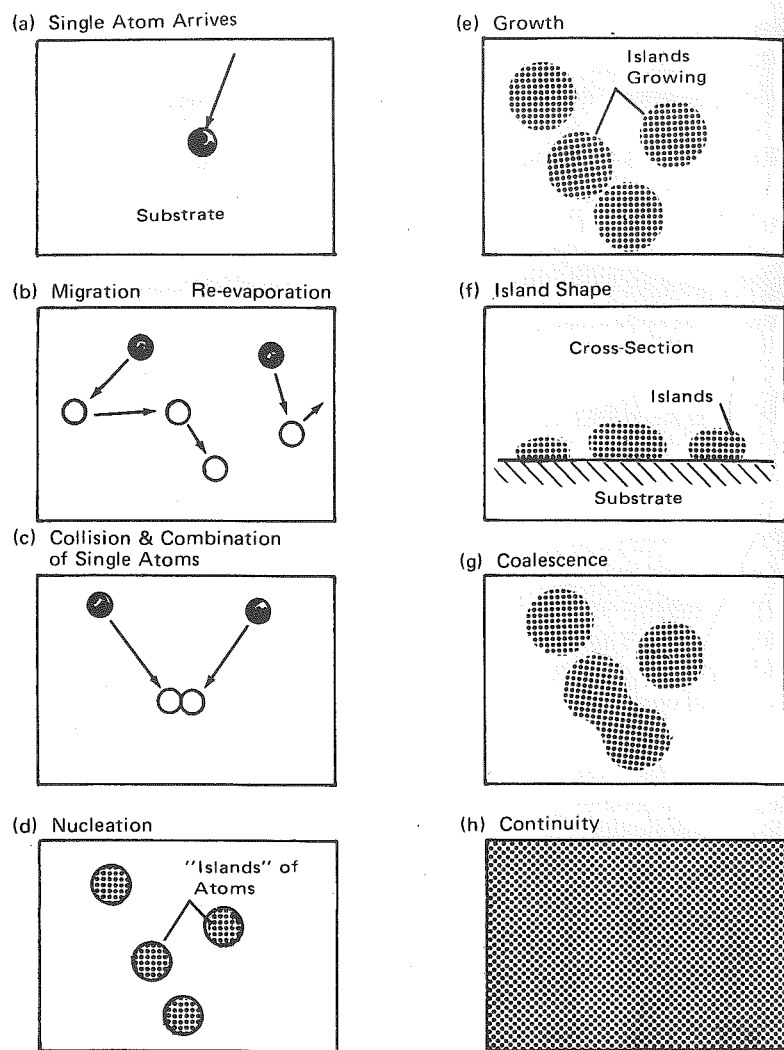 (a) Single Atom Arrives
Substrate
(b) Migration Re-evaporation
(c) Collision & Combination
of Single Atoms
(d) Nucleation
"Islands" of
Atoms
(e) Growth
Islands
Growing
(f) Island Shape
Cross-Section
Islands
Substrate
(g) Coalescence
(h) Continuity